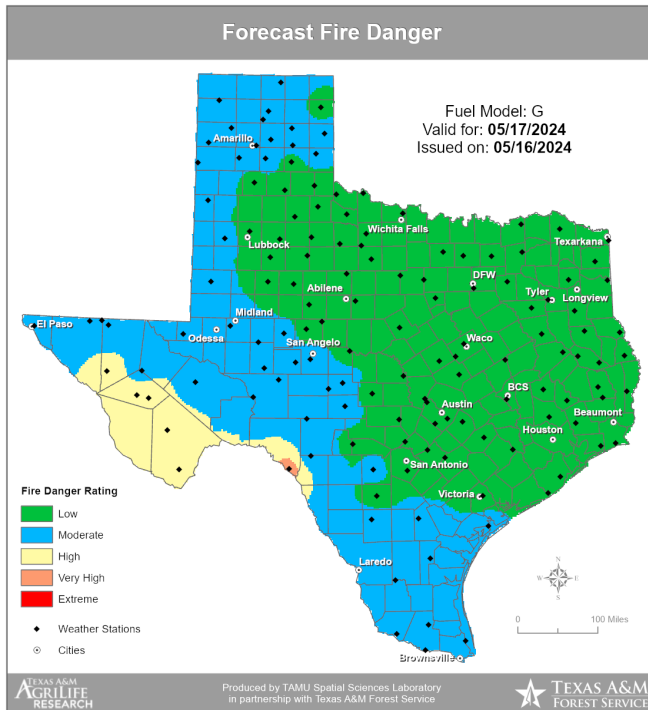 Forecast Fire Danger
Fuel Model: G
Valid for: 05/17/2024
Issued on: 05/16/2024
Amarillo
Wichita Falls
Texarkana
Lubbock
DFW
Abilene
Tyler
Longview
Midland
El Paso
Odessa
San Angelo
Waco
BCS
Austin
Beaumont
Houston
San Antonio
Victoria
Laredo
Brownsville
Fire Danger Rating
Low
Moderate
High
Very High
Extreme
Weather Stations
Cities
N
W
E
S
0
100 Miles
TEXAS A&M
AGRILIFE
RESEARCH
Produced by TAMU Spatial Sciences Laboratory
in partnership with Texas A&M Forest Service
TEXAS A&M
FOREST SERVICE